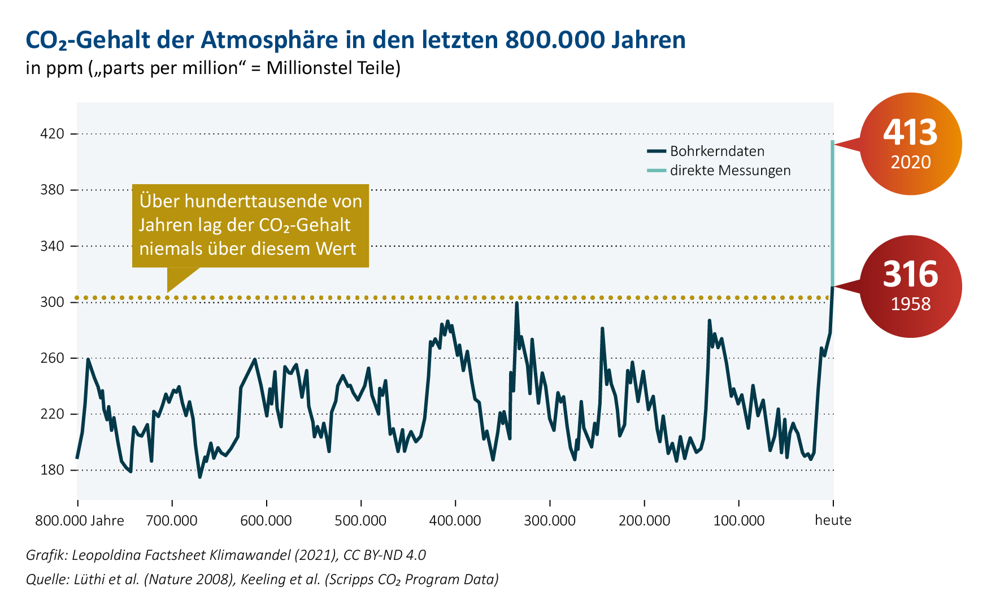 CO₂-Gehalt der Atmosphäre in den letzten 800.000 Jahren
in ppm („parts per million“ = Millionstel Teile)
420
380
340
300
260
220
180
Bohrkerndaten
direkte Messungen
Über hunderttausende von
Jahren lag der CO₂-Gehalt
niemals über diesem Wert
413
2020
316
1958
800.000 Jahre 700.000 600.000 500.000 400.000 300.000 200.000 100.000 heute
Grafik: Leopoldina Factsheet Klimawandel (2021), CC BY-ND 4.0
Quelle: Lüthi et al. (Nature 2008), Keeling et al. (Scripps CO₂ Program Data)